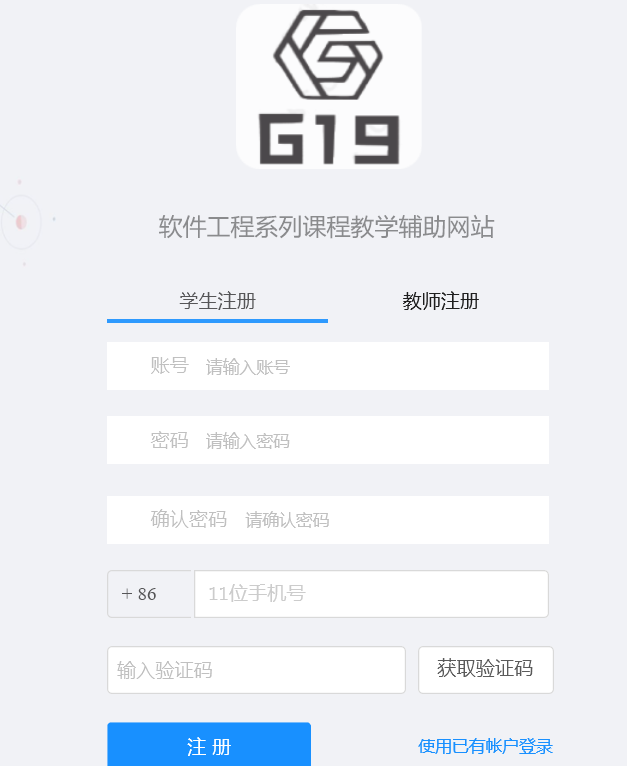 G19
软件工程系列课程教学辅助网站
学生注册 教师注册
账号 请输入账号
密码 请输入密码
确认密码 请确认密码
+ 86 11位手机号
输入验证码 获取验证码
注 册 使用已有帐户登录